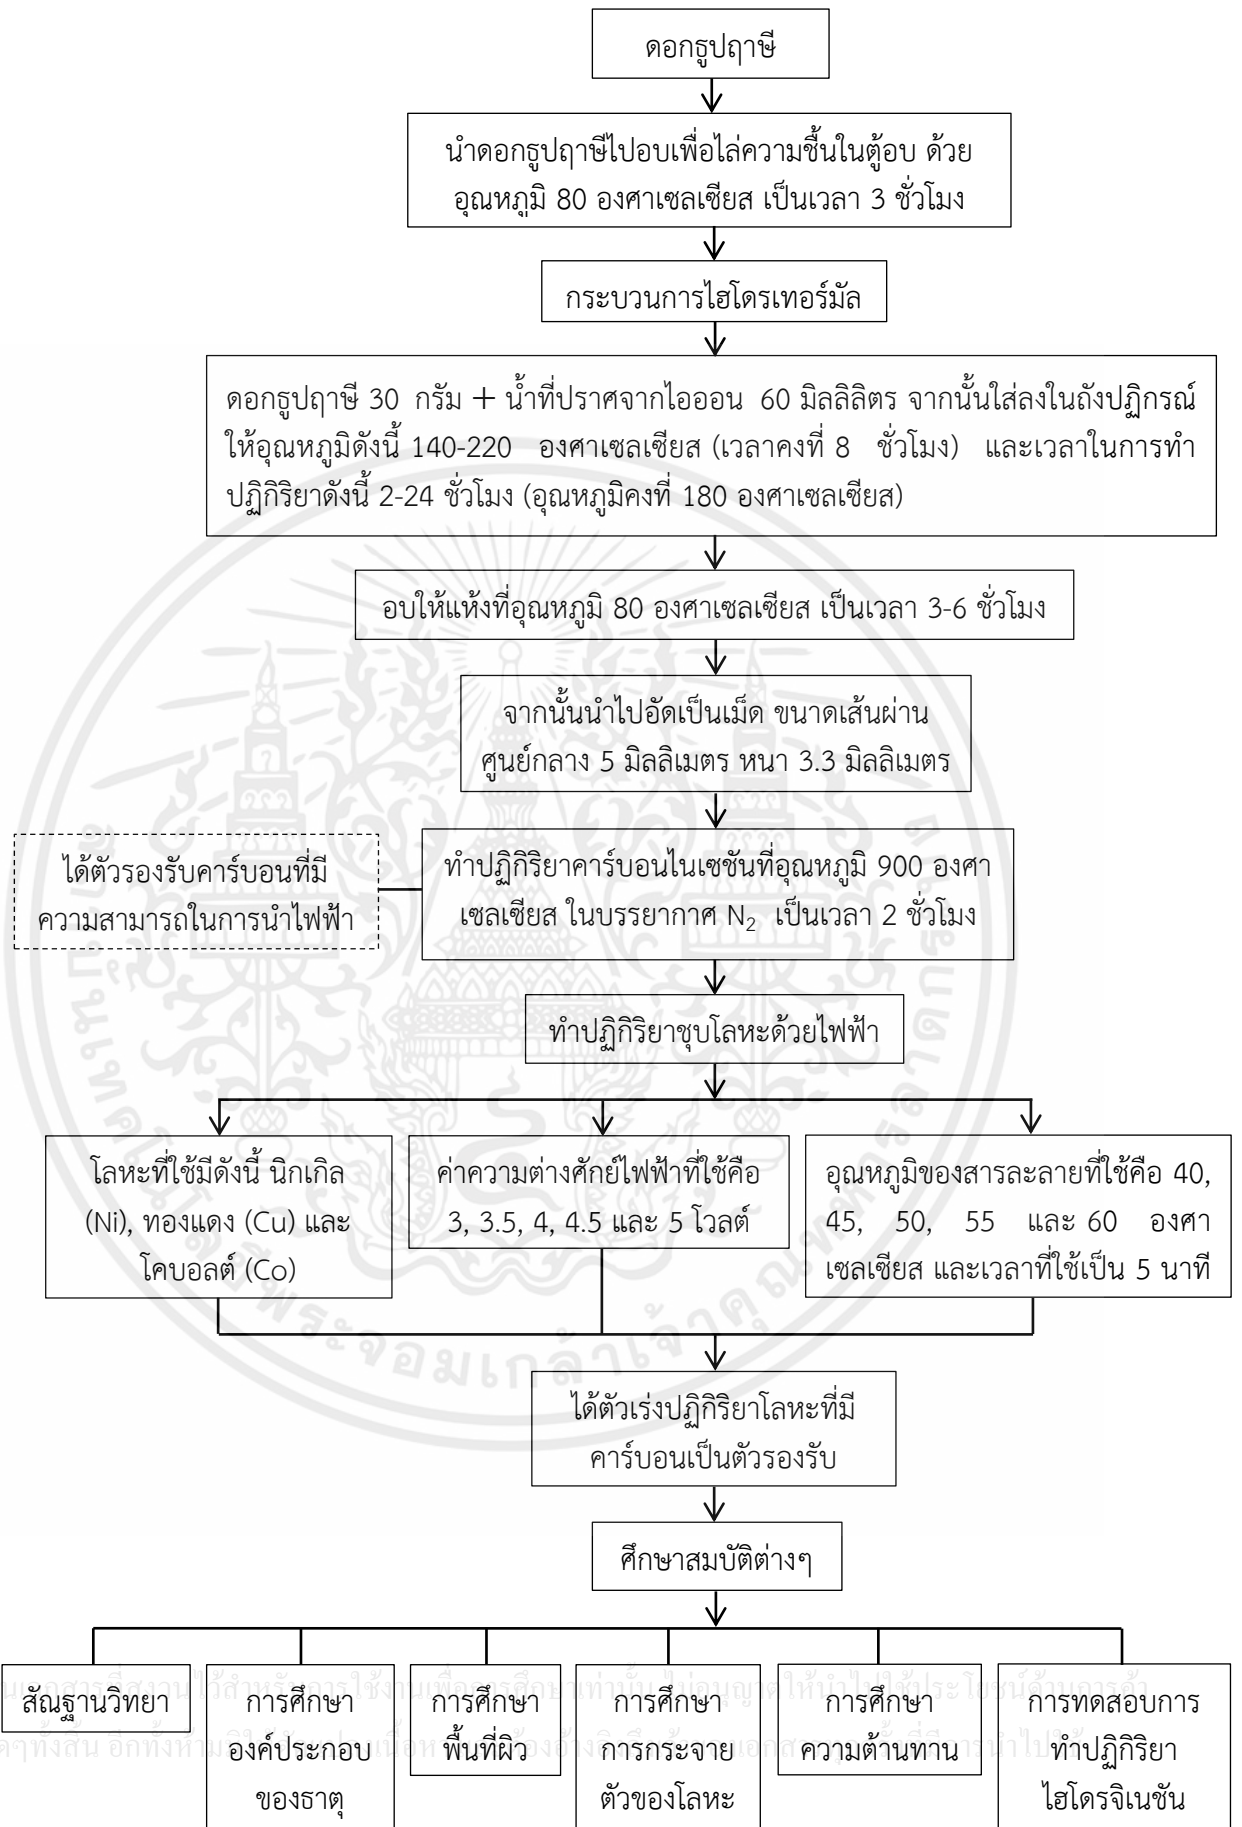 ดอกธูปฤาษี
นำดอกธูปฤาษีไปอบเพื่อไล่ความชื้นในตู้อบ ด้วย
อุณหภูมิ 80 องศาเซลเซียส เป็นเวลา 3 ชั่วโมง
กระบวนการไฮโดรเทอร์มัล
ดอกธูปฤาษี 30 กรัม + น้ำที่ปราศจากไอออน 60 มิลลิลิตร จากนั้นใส่ลงในถังปฏิกรณ์
ให้อุณหภูมิดังนี้ 140-220 องศาเซลเซียส (เวลาคงที่ 8 ชั่วโมง) และเวลาในการทำ
ปฏิกิริยาดังนี้ 2-24 ชั่วโมง (อุณหภูมิคงที่ 180 องศาเซลเซียส)
อบให้แห้งที่อุณหภูมิ 80 องศาเซลเซียส เป็นเวลา 3-6 ชั่วโมง
จากนั้นนำไปอัดเป็นเม็ด ขนาดเส้นผ่าน
ศูนย์กลาง 5 มิลลิเมตร หนา 3.3 มิลลิเมตร
ได้ตัวรองรับคาร์บอนที่มี
ความสามารถในการนำไฟฟ้า
ทำปฏิกิริยาคาร์บอนไนเซชันที่อุณหภูมิ 900 องศา
เซลเซียส ในบรรยากาศ N₂ เป็นเวลา 2 ชั่วโมง
ทำปฏิกิริยาชุบโลหะด้วยไฟฟ้า
โลหะที่ใช้มีดังนี้ นิกเกิล
(Ni), ทองแดง (Cu) และ
โคบอลต์ (Co)
ค่าความต่างศักย์ไฟฟ้าที่ใช้คือ
3, 3.5, 4, 4.5 และ 5 โวลต์
อุณหภูมิของสารละลายที่ใช้คือ 40,
45, 50, 55 และ 60 องศา
เซลเซียส และเวลาที่ใช้เป็น 5 นาที
ได้ตัวเร่งปฏิกิริยาโลหะที่มี
คาร์บอนเป็นตัวรองรับ
ศึกษาสมบัติต่างๆ
สัณฐานวิทยา
การศึกษา
องค์ประกอบ
ของธาตุ
การศึกษา
พื้นที่ผิว
การศึกษา
การกระจาย
ตัวของโลหะ
การศึกษา
ความต้านทาน
การทดสอบการ
ทำปฏิกิริยา
ไฮโดรจิเนชัน